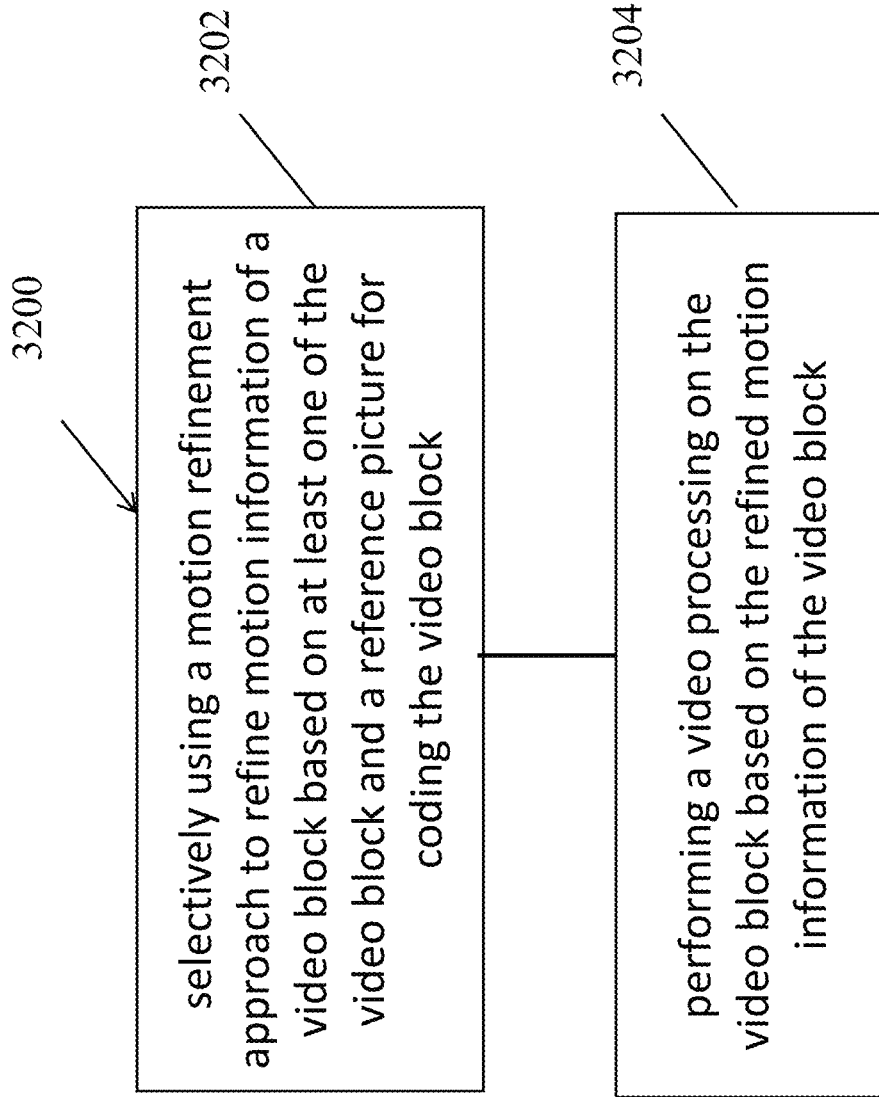 3200
selectively using a motion refinement
approach to refine motion information of a
video block based on at least one of the
video block and a reference picture for
coding the video block
3202
performing a video processing on the
video block based on the refined motion
information of the video block
3204